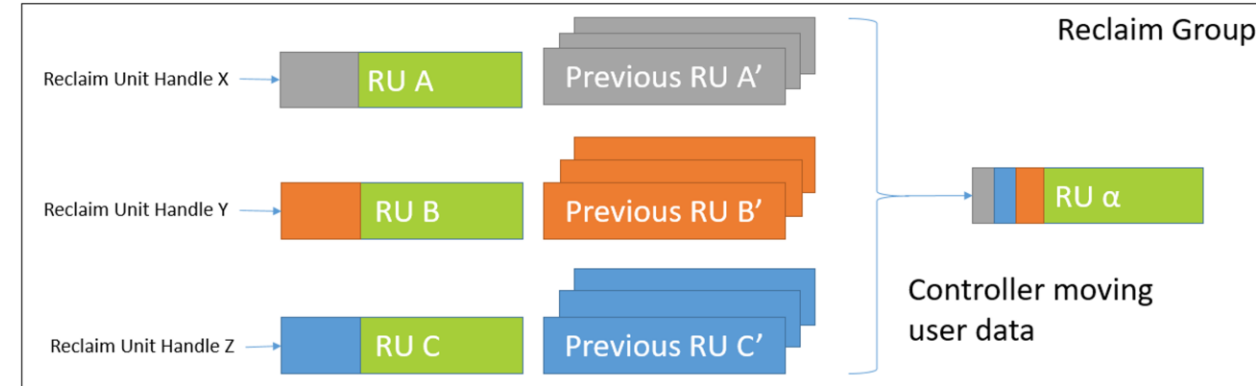 Reclaim Group
Reclaim Unit Handle X
RU A
Previous RU A’
Reclaim Unit Handle Y
RU B
Previous RU B’
RU α
Reclaim Unit Handle Z
RU C
Previous RU C’
Controller moving
user data